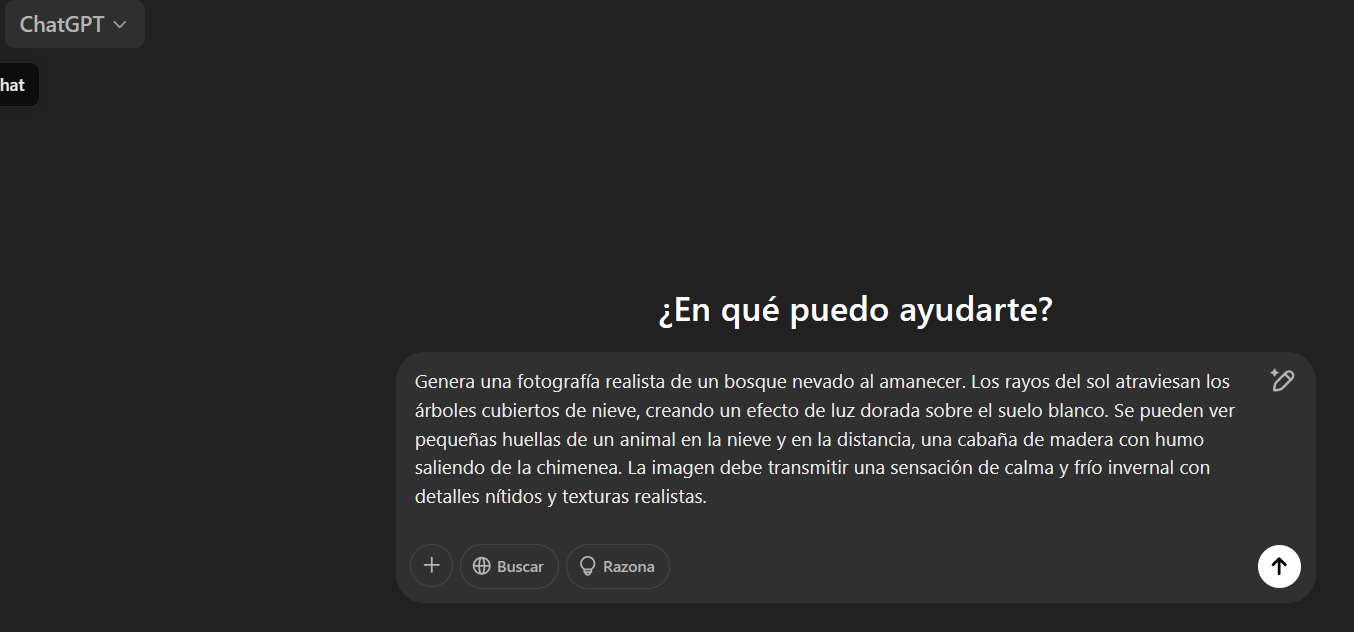 ChatGPT
hat
¿En qué puedo ayudarte?
Genera una fotografía realista de un bosque nevado al amanecer. Los rayos del sol atraviesan los
árboles cubiertos de nieve, creando un efecto de luz dorada sobre el suelo blanco. Se pueden ver
pequeñas huellas de un animal en la nieve y en la distancia, una cabaña de madera con humo
saliendo de la chimenea. La imagen debe transmitir una sensación de calma y frío invernal con
detalles nítidos y texturas realistas.
Buscar
Razona